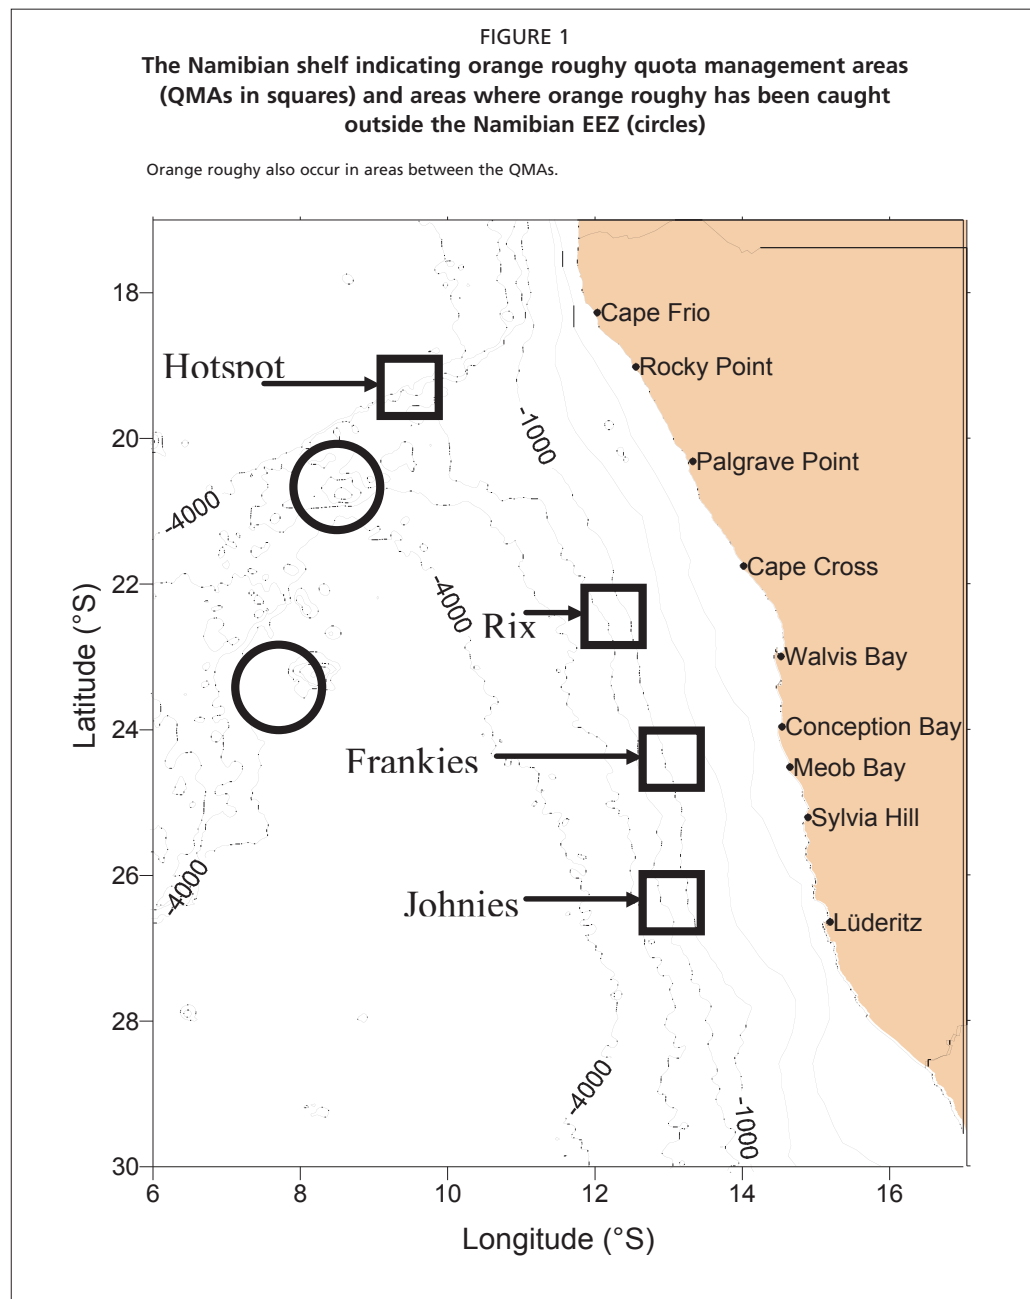 FIGURE 1
The Namibian shelf indicating orange roughy quota management areas
(QMAs in squares) and areas where orange roughy has been caught
outside the Namibian EEZ (circles)
Orange roughy also occur in areas between the QMAs.
18
Cape Frio
Hotspot
Rocky Point
-1000
20
Palgrave Point
-4000
Cape Cross
22
-4000
Rix
Walvis Bay
Latitude (°S)
24
Conception Bay
Frankies
Meob Bay
Sylvia Hill
26
-4000
Johnies
Lüderitz
28
-4000
-1000
30
6
8
10
12
14
16
Longitude (°S)